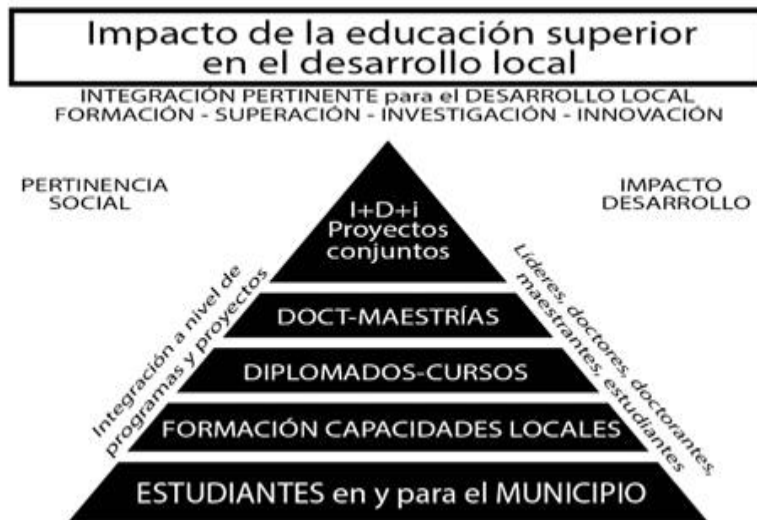 Impacto de la educación superior
en el desarrollo local
INTEGRACIÓN PERTINENTE para el DESARROLLO LOCAL
FORMACIÓN - SUPERACIÓN - INVESTIGACIÓN - INNOVACIÓN
PERTINENCIA
SOCIAL
IMPACTO
DESARROLLO
I+D+i
Proyectos
conjuntos
Integración a nivel de
programas y proyectos
Líderes, doctores, doctorantes,
maestrantes, estudiantes
DOCT-MAESTRÍAS
DIPLOMADOS-CURSOS
FORMACIÓN CAPACIDADES LOCALES
ESTUDIANTES en y para el MUNICIPIO